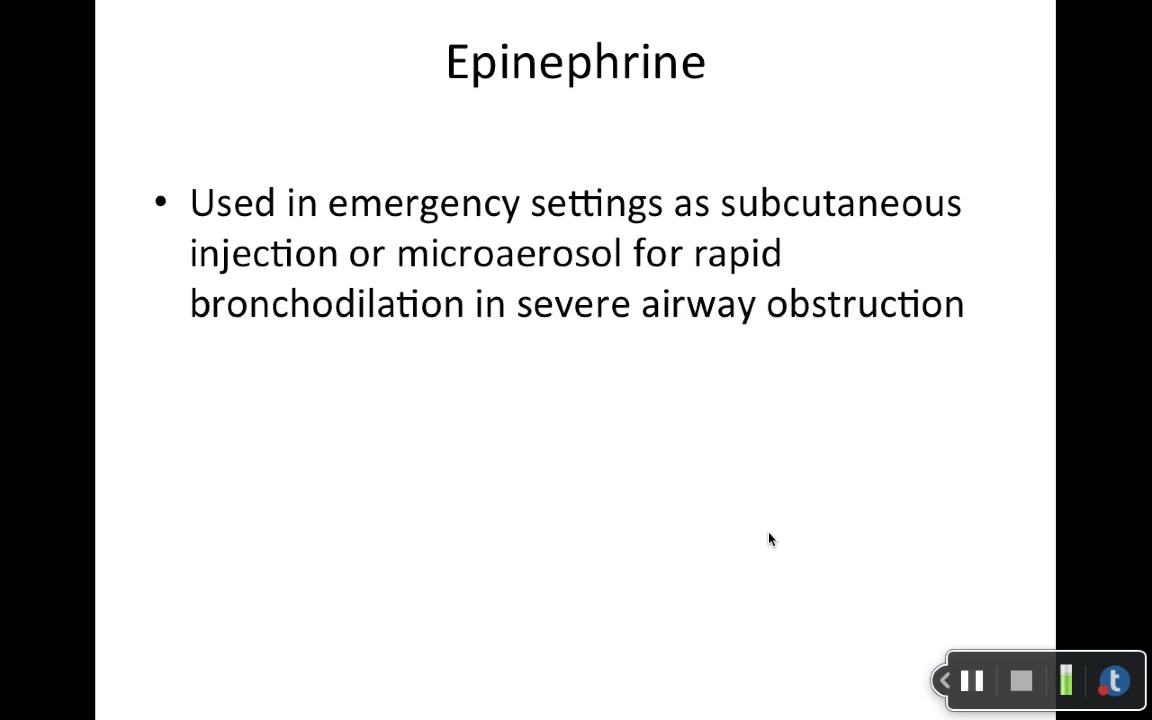 Epinephrine
• Used in emergency settings as subcutaneous
injection or microaerosol for rapid
bronchodilation in severe airway obstruction
t